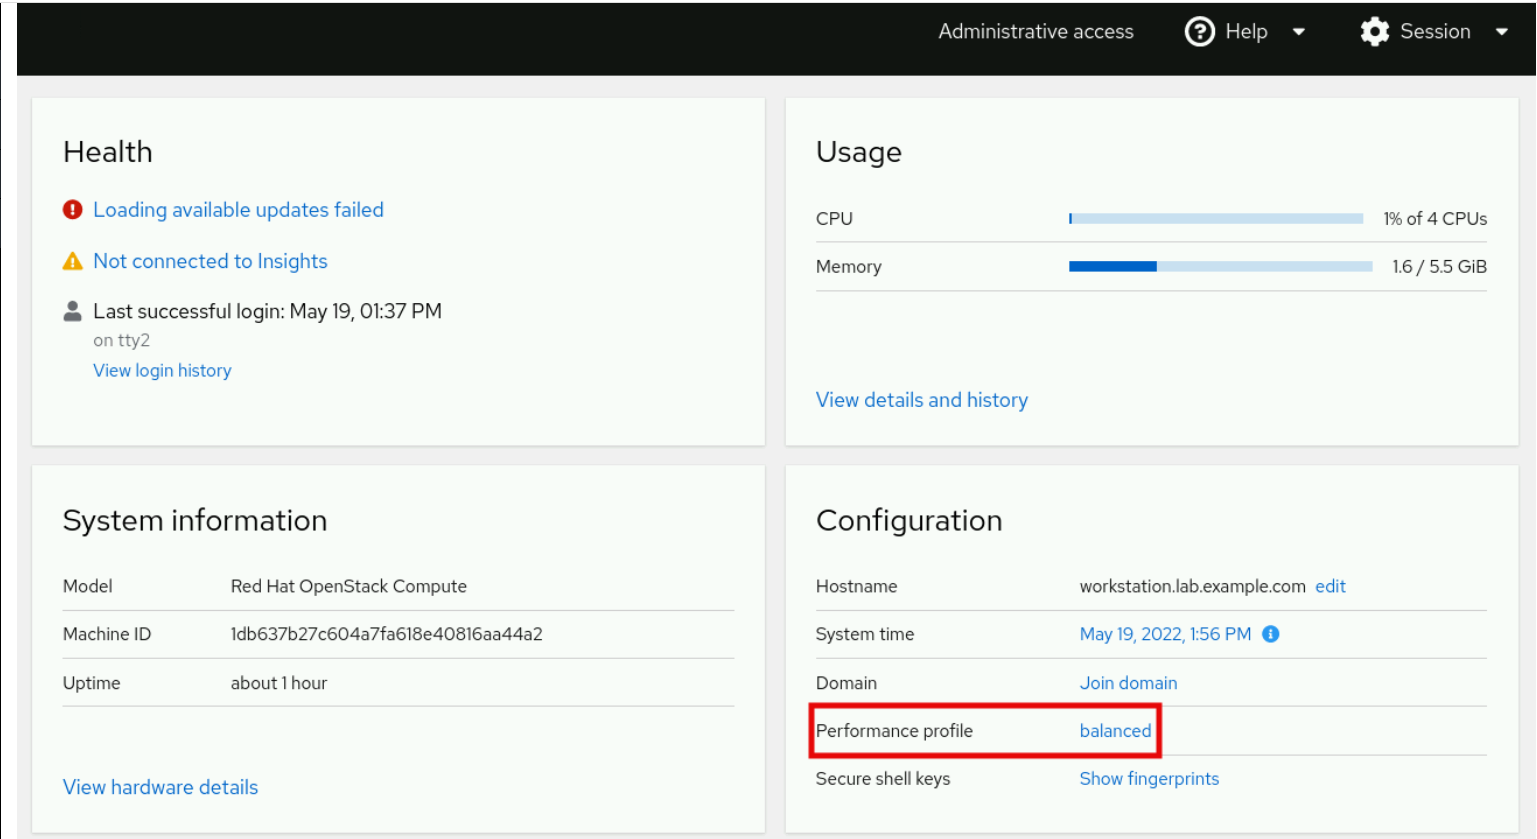 Administrative access Help Session
Health
Loading available updates failed
Not connected to Insights
Last successful login: May 19, 01:37 PM
on tty2
View login history
Usage
CPU 1% of 4 CPUs
Memory 1.6 / 5.5 GiB
View details and history
System information
Model Red Hat OpenStack Compute
Machine ID 1db637b27c604a7fa618e40816aa44a2
Uptime about 1 hour
View hardware details
Configuration
Hostname workstation.lab.example.com edit
System time May 19, 2022, 1:56 PM
Domain Join domain
Performance profile balanced
Secure shell keys Show fingerprints